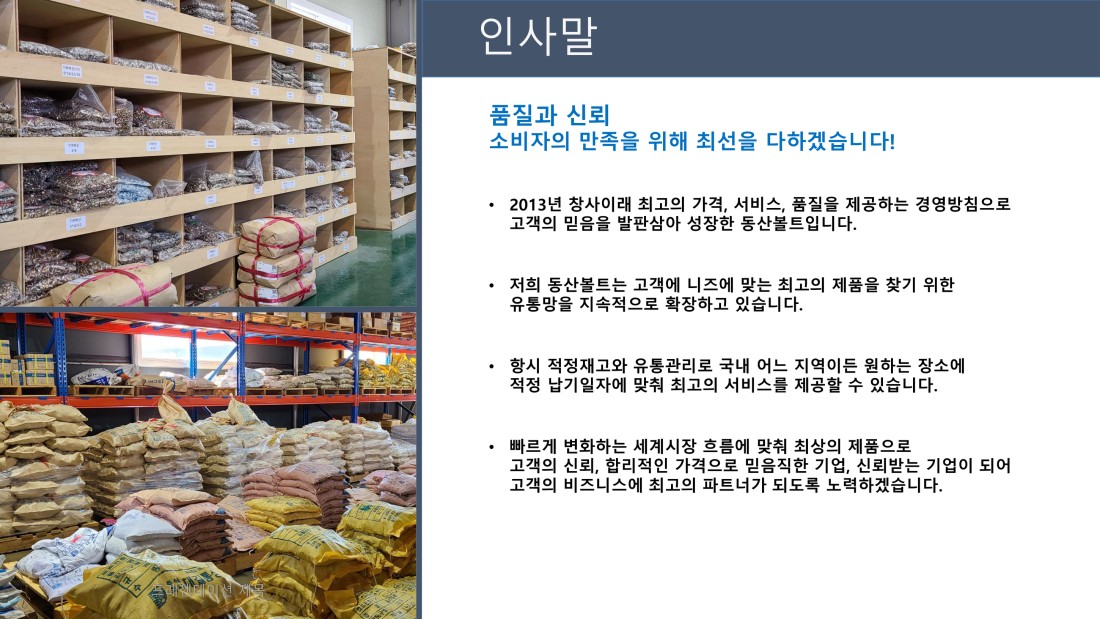 인사말
품질과 신뢰
소비자의 만족을 위해 최선을 다하겠습니다!
• 2013년 창사이래 최고의 가격, 서비스, 품질을 제공하는 경영방침으로
고객의 믿음을 발판삼아 성장한 동산볼트입니다.
• 저희 동산볼트는 고객에 니즈에 맞는 최고의 제품을 찾기 위한
유통망을 지속적으로 확장하고 있습니다.
• 항시 적정재고와 유통관리로 국내 어느 지역이든 원하는 장소에
적정 납기일자에 맞춰 최고의 서비스를 제공할 수 있습니다.
• 빠르게 변화하는 세계시장 흐름에 맞춰 최상의 제품으로
고객의 신뢰, 합리적인 가격으로 믿음직한 기업, 신뢰받는 기업이 되어
고객의 비즈니스에 최고의 파트너가 되도록 노력하겠습니다.
프레젠테이션 제목